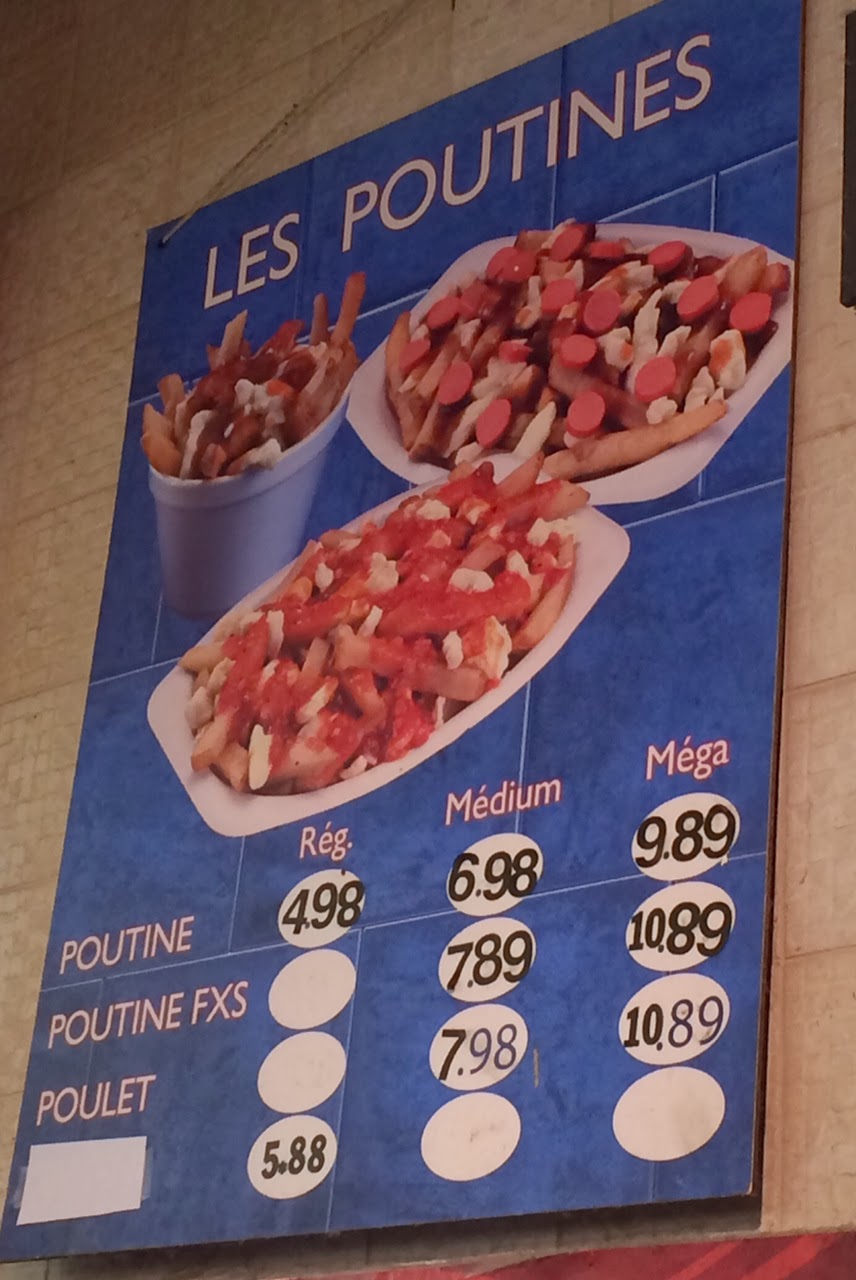 LES POUTINES
Rég. Médium Méga
POUTINE 4.98 6.98 9.89
POUTINE FXS 7.89 10.89
POULET 7.98 10.89
5.88